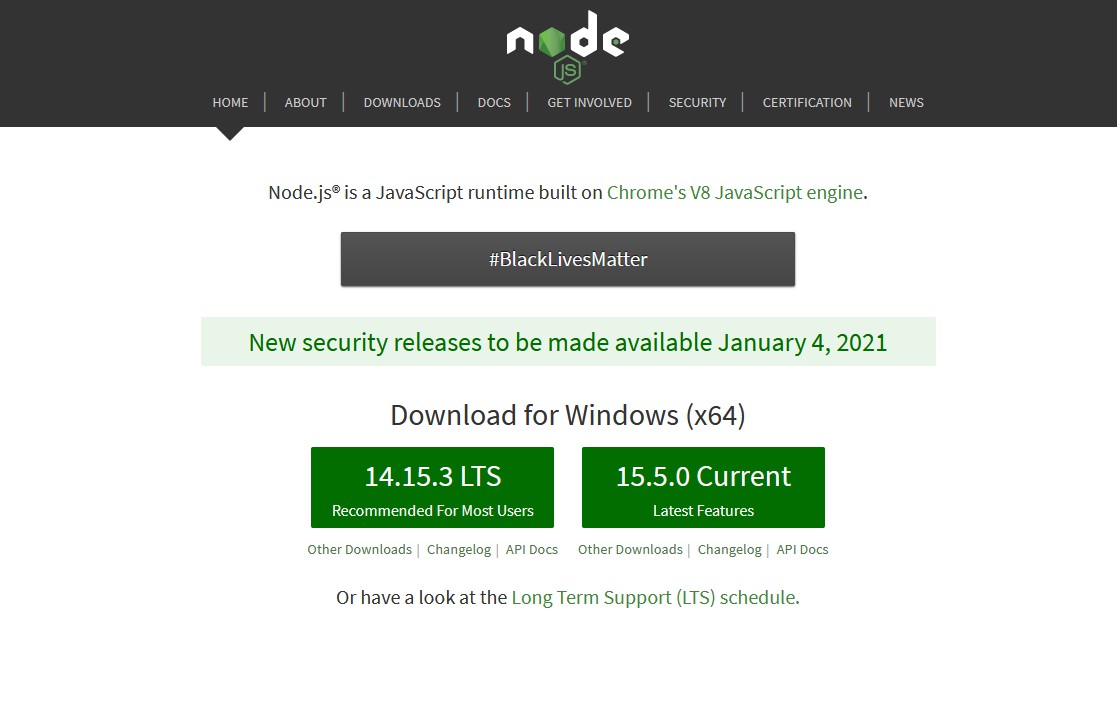 node
JS
HOME | ABOUT | DOWNLOADS | DOCS | GET INVOLVED | SECURITY | CERTIFICATION | NEWS
Node.js® is a JavaScript runtime built on Chrome's V8 JavaScript engine.
#BlackLivesMatter
New security releases to be made available January 4, 2021
Download for Windows (x64)
14.15.3 LTS
Recommended For Most Users
15.5.0 Current
Latest Features
Other Downloads | Changelog | API Docs
Other Downloads | Changelog | API Docs
Or have a look at the Long Term Support (LTS) schedule.